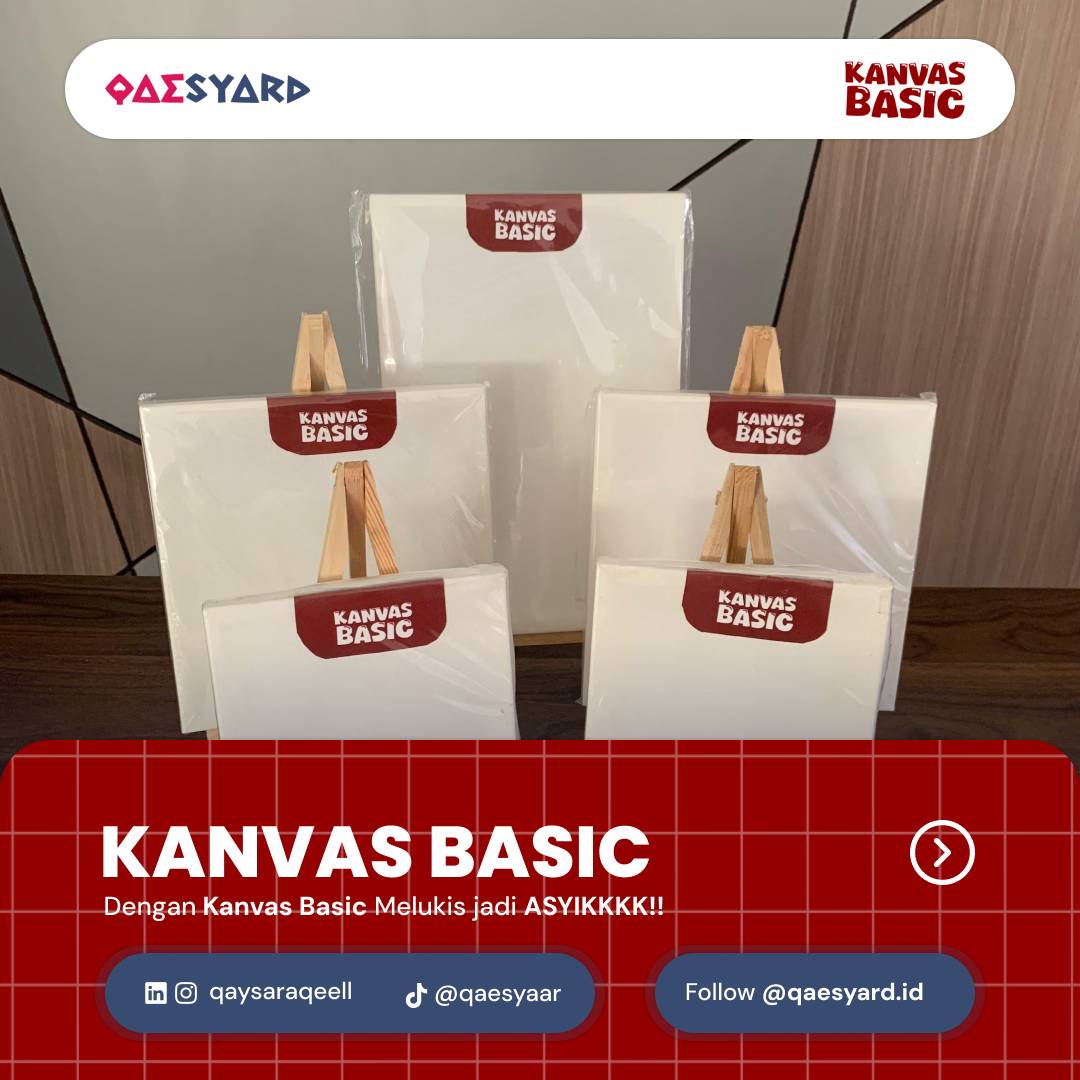 QAESYARD
KANVAS
BASIC
KANVAS
BASIC
KANVAS
BASIC
KANVAS
BASIC
KANVAS
BASIC
KANVAS
BASIC
KANVAS BASIC
Dengan Kanvas Basic Melukis jadi ASYIKKKK!!
qaysaraqeell @qaesyaar
Follow @qaesyard.id